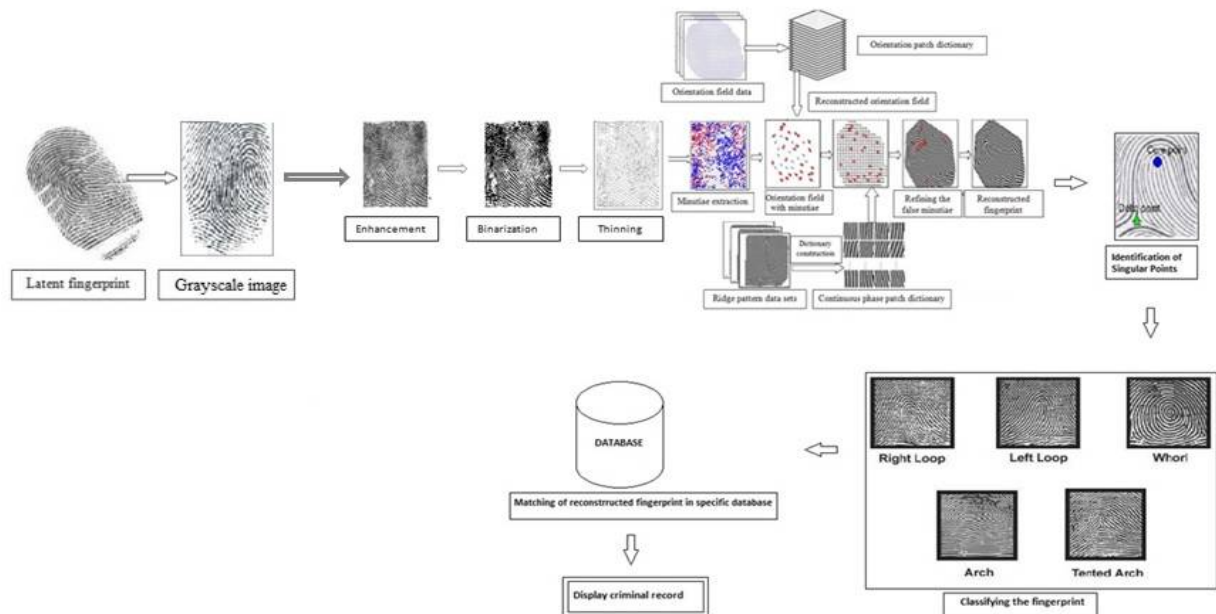 Orientation field data
Orientation patch dictionary
Reconstructed orientation field
Latent fingerprint
Grayscale image
Enhancement
Binarization
Thinning
Minutiae extraction
Orientation field
with minutiae
Refining the
false minutiae
Reconstructed
fingerprint
Dictionary
construction
Ridge pattern data sets
Continuous phase patch dictionary
Core point
Delta point
Identification of
Singular Points
Right Loop
Left Loop
Whorl
Arch
Tented Arch
Classifying the fingerprint
DATABASE
Matching of reconstrructed fingerprint in specific database
Display criminal record